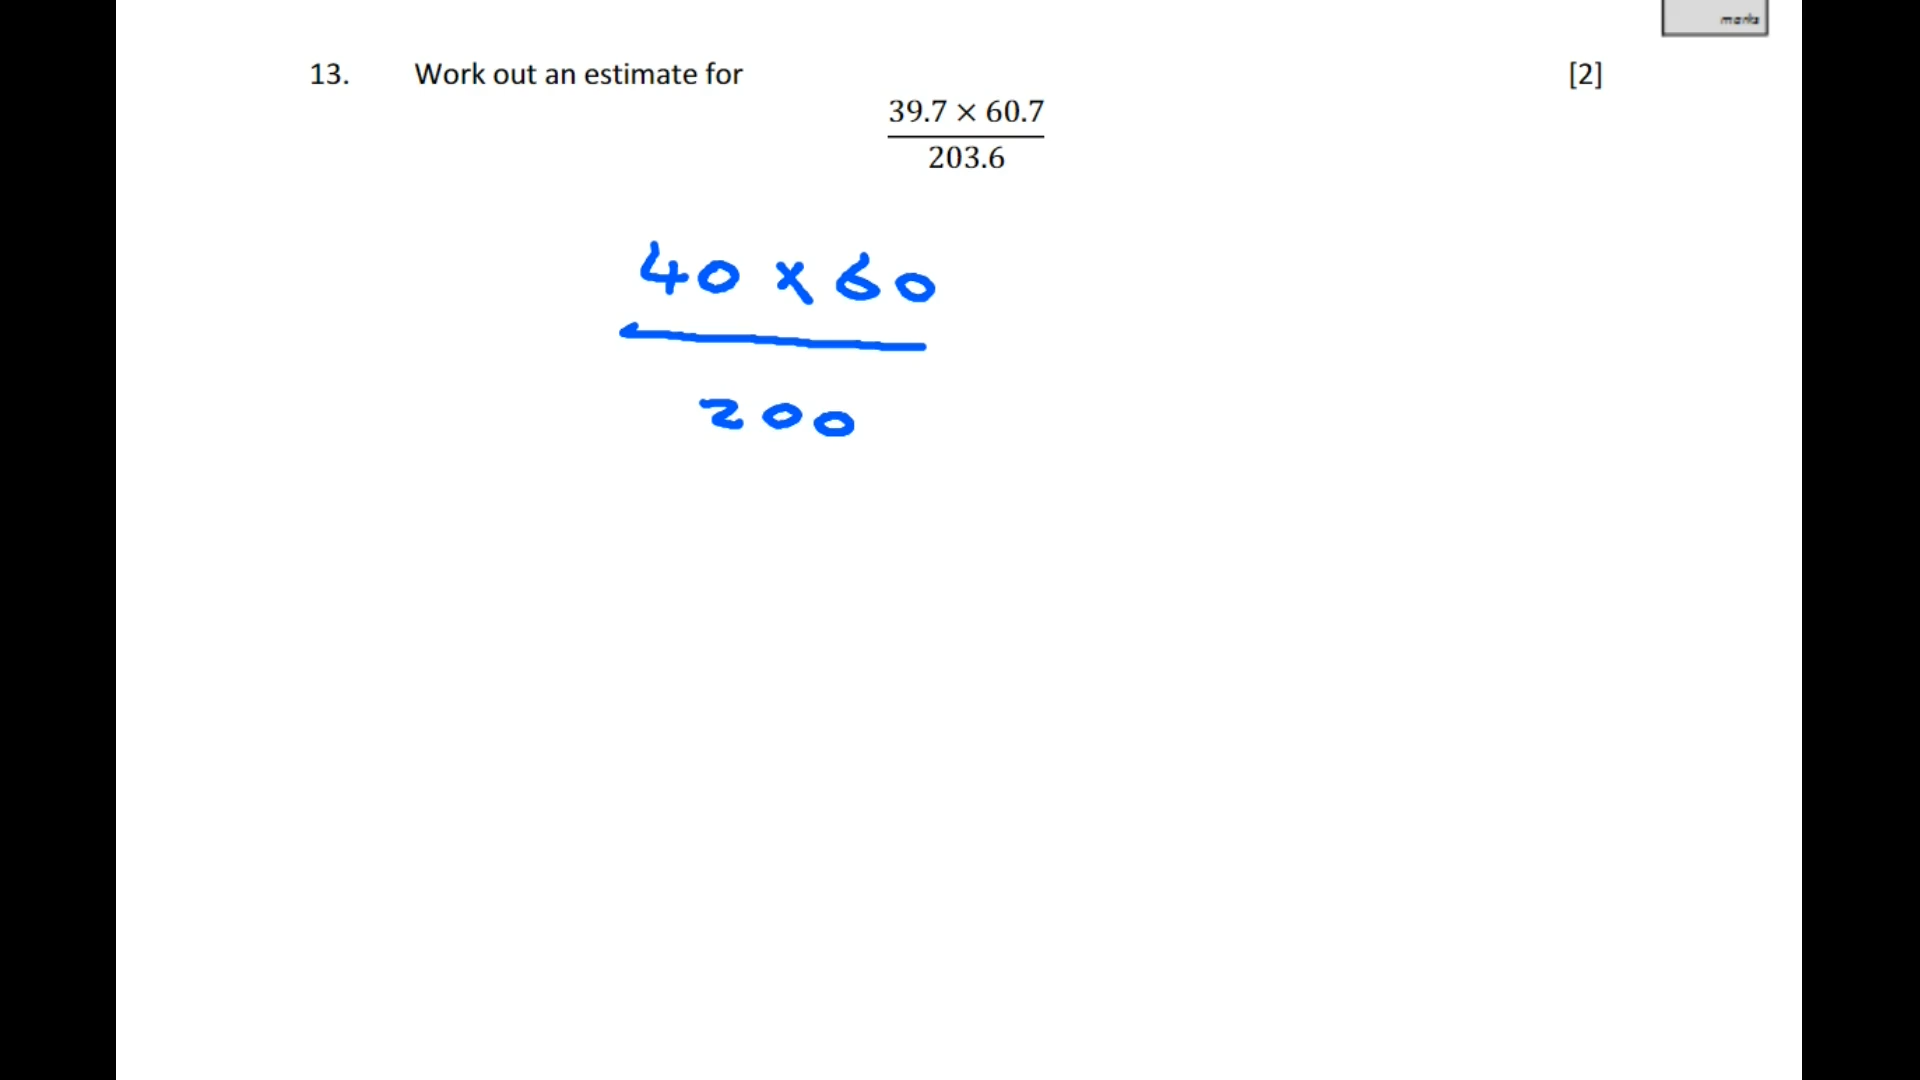 marks
13. Work out an estimate for [2]
39.7 × 60.7
203.6
40 × 60
200